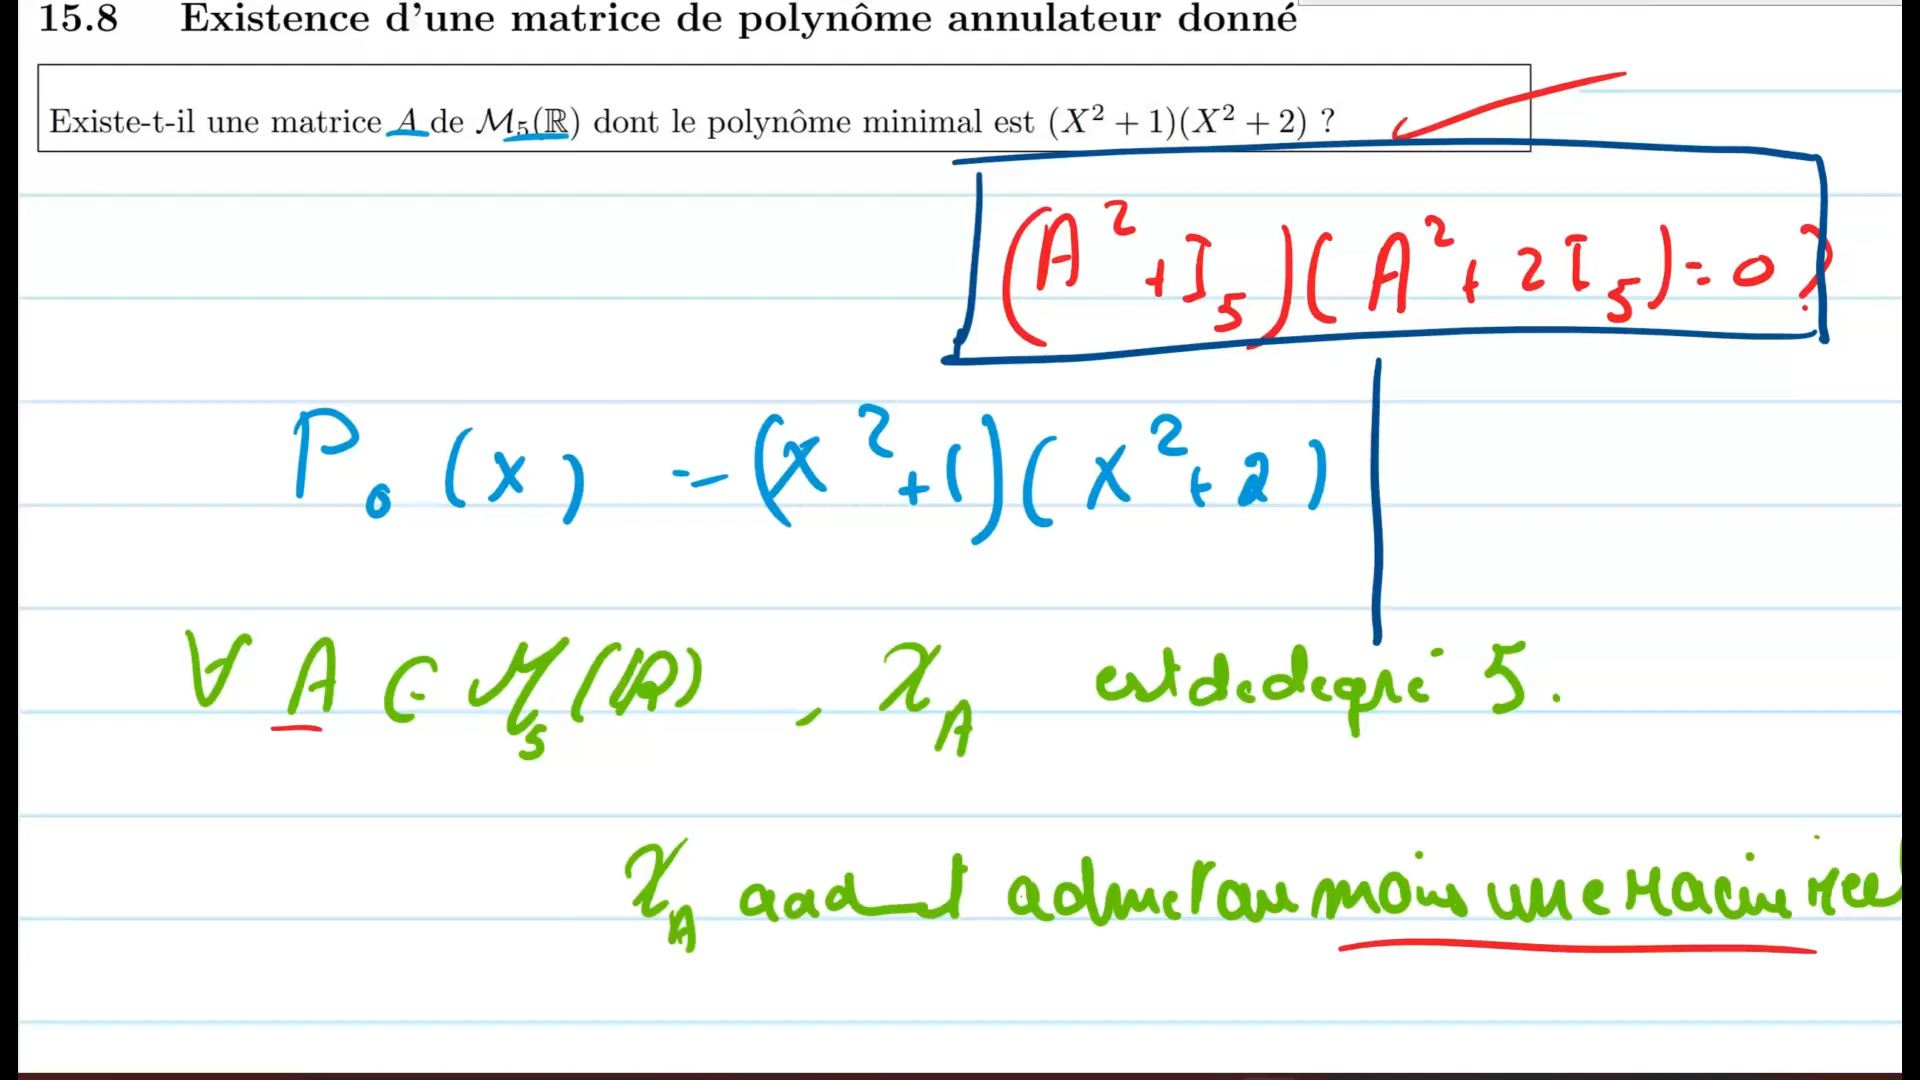 15.8 Existence d'une matrice de polynôme annulateur donné
Existe-t-il une matrice A de M₅(ℝ) dont le polynôme minimal est (X² + 1)(X² + 2) ?
(A² + I₅)(A² + 2I₅) = 0 ?
P₀(X) = (X² + 1)(X² + 2)
∀ A ∈ M₅(ℝ), χ_A est de degré 5.
χ_A admet au moins une racine